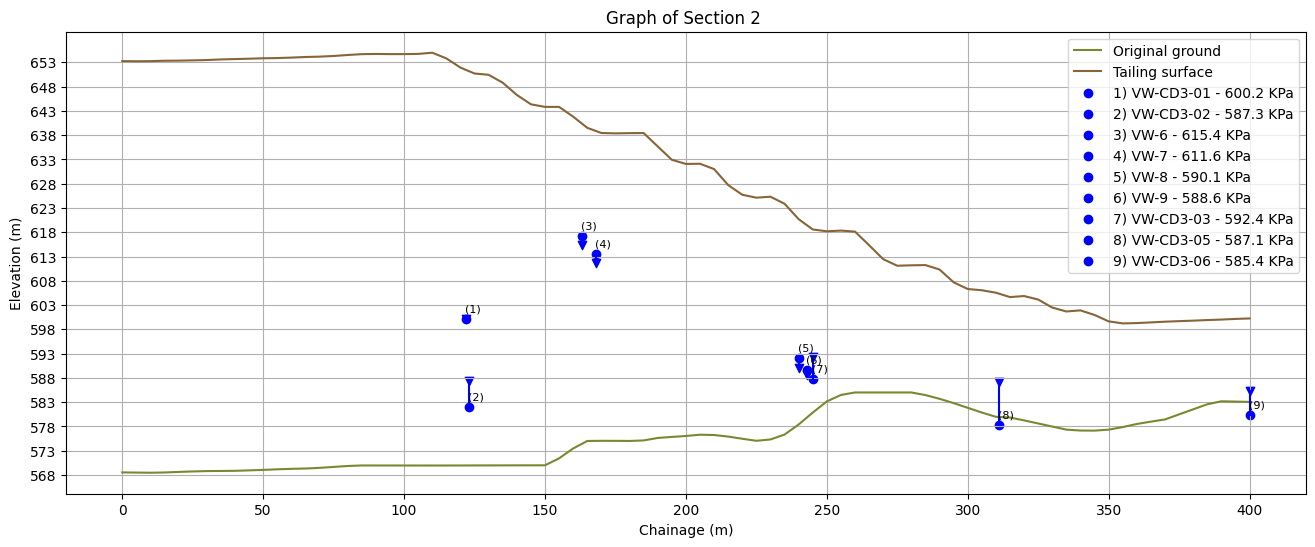 Graph of Section 2
Elevation (m)
653
648
643
638
633
628
623
618
613
608
603
598
593
588
583
578
573
568
Original ground
Tailing surface
1) VW-CD3-01 - 600.2 KPa
2) VW-CD3-02 - 587.3 KPa
3) VW-6 - 615.4 KPa
4) VW-7 - 611.6 KPa
5) VW-8 - 590.1 KPa
6) VW-9 - 588.6 KPa
7) VW-CD3-03 - 592.4 KPa
8) VW-CD3-05 - 587.1 KPa
9) VW-CD3-06 - 585.4 KPa
(3)
(4)
(1)
(5)
(6)
(7)
(2)
(9)
(8)
0 50 100 150 200 250 300 350 400
Chainage (m)